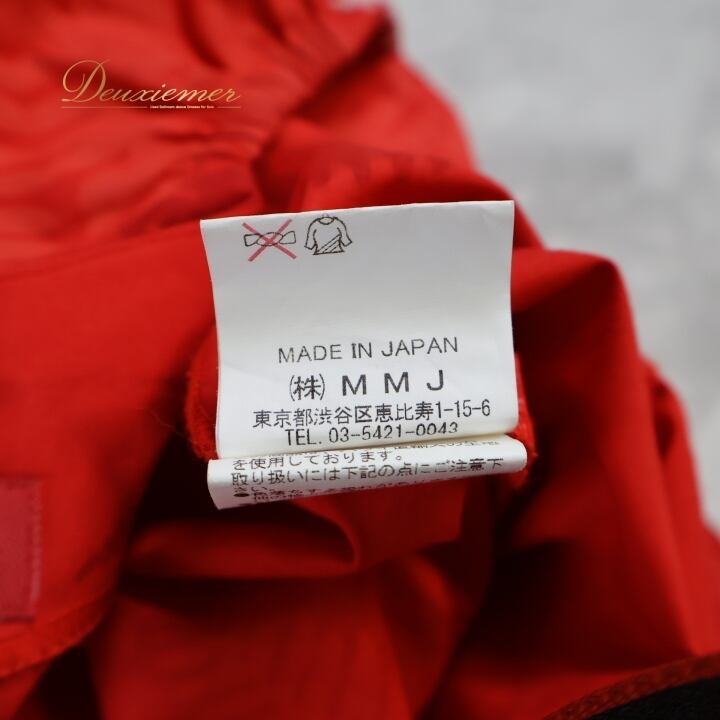 Deuxiemer
MADE IN JAPAN
(株) M M J
東京都渋谷区恵比寿1-15-6
TEL. 03-5421-0043
を使用しております。
取り扱いには下記の点にご注意下